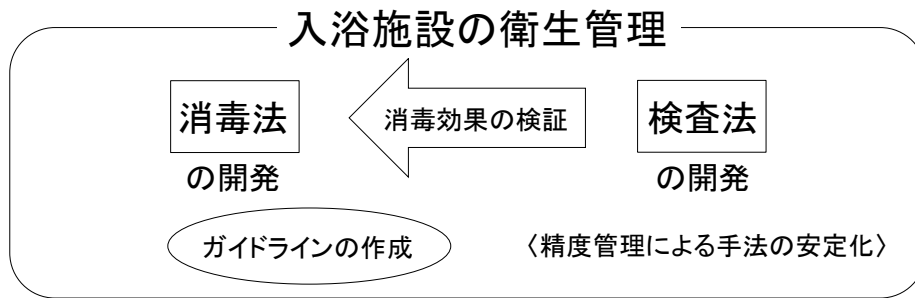 入浴施設の衛生管理
消毒法
の開発
消毒効果の検証
検査法
の開発
ガイドラインの作成
〈精度管理による手法の安定化〉